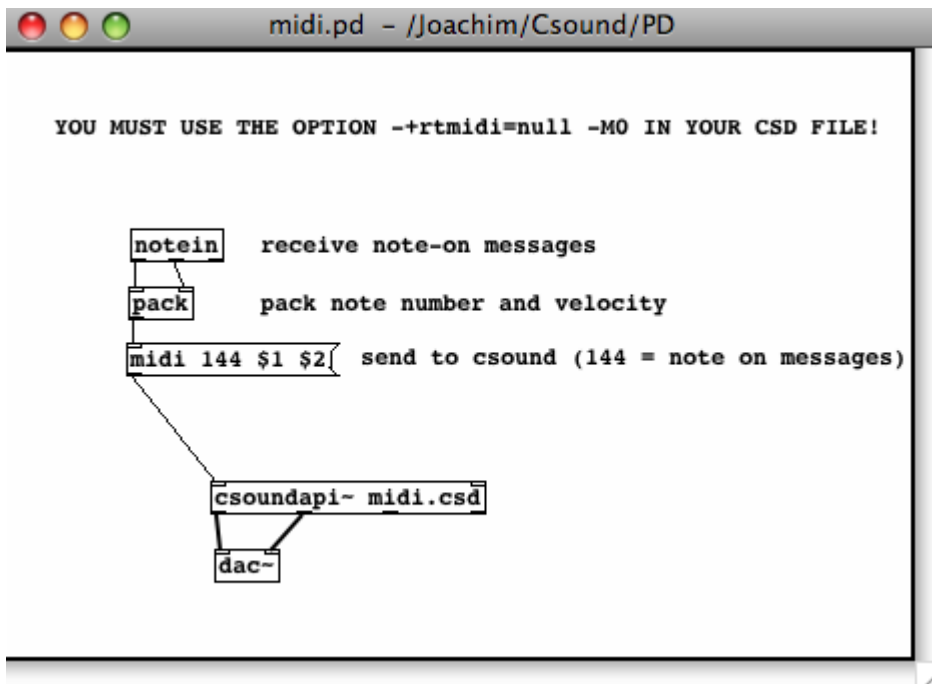 midi.pd - /Joachim/Csound/PD
YOU MUST USE THE OPTION -+rtmidi=null -M0 IN YOUR CSD FILE!
notein receive note-on messages
pack pack note number and velocity
midi 144 $1 $2 send to csound (144 = note on messages)
csoundapi~ midi.csd
dac~